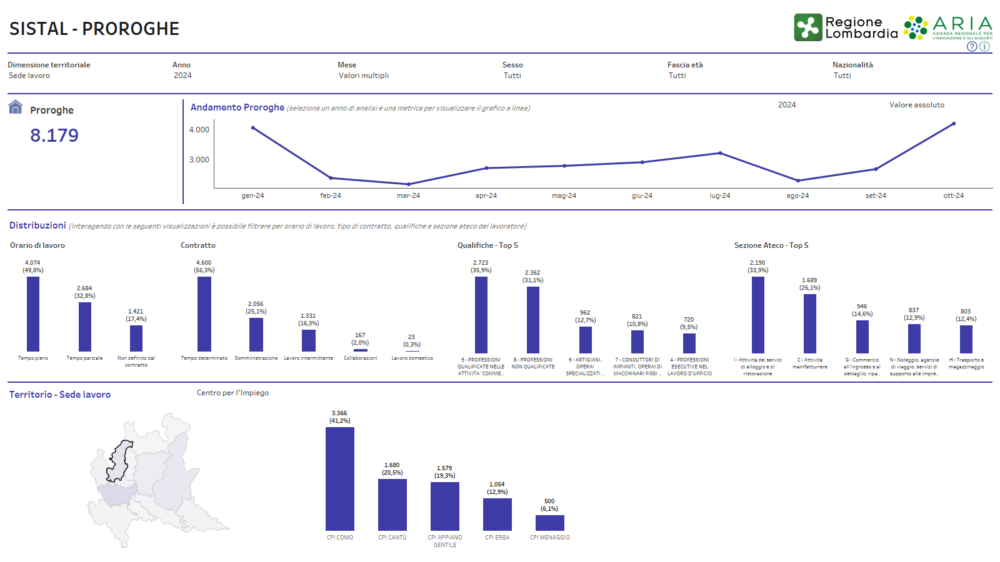 SISTAL - PROROGHE
Regione
Lombardia
ARIA
AZIENDA REGIONALE PER
L'INNOVAZIONE E GLI ACQUISTI
? i
Dimensione territoriale
Sede lavoro
Anno
2024
Mese
Valori multipli
Sesso
Tutti
Fascia età
Tutti
Nazionalità
Tutti
Proroghe
8.179
Andamento Proroghe (seleziona un anno di analisi e una metrica per visualizzare il grafico a linea)
2024
Valore assoluto
4.000
3.000
gen-24 feb-24 mar-24 apr-24 mag-24 giu-24 lug-24 ago-24 set-24 ott-24
Distribuzioni (Interagendo con le seguenti visualizzazioni è possibile filtrare per orario di lavoro, tipo di contratto, qualifiche e sezione ateco del lavoratore)
Orario di lavoro
4.074
(49,8%)
Tempo pieno
2.684
(32,8%)
Tempo parziale
1.421
(17,4%)
Non definito dal
contratto
Contratto
4.600
(56,3%)
Tempo determinato
2.056
(25,1%)
Somministrazione
1.331
(16,3%)
Lavoro intermittente
167
(2,0%)
Collaborazioni
23
(0,3%)
Lavoro domestico
Qualifiche - Top 5
2.723
(35,9%)
5 - PROFESSIONI
QUALIFICATE NELLE
ATTIVITA' COMME..
2.362
(31,1%)
8 - PROFESSIONI
NON QUALIFICATE
962
(12,7%)
6 - ARTIGIANI,
OPERAI
SPECIALIZZATI ..
821
(10,8%)
7 - CONDUTTORI DI
IMPIANTI, OPERAI DI
MACCHINARI FISSI ..
720
(9,5%)
4 - PROFESSIONI
ESECUTIVE NEL
LAVORO D'UFFICIO
Sezione Ateco - Top 5
2.190
(33,9%)
I - Attività dei servizi
di alloggio e di
ristorazione
1.689
(26,1%)
C - Attività
manifatturiere
946
(14,6%)
G - Commercio
all'ingrosso e al
dettaglio; ripa..
837
(12,9%)
N - Noleggio, agenzie
di viaggio, servizi di
supporto alle impre..
803
(12,4%)
H - Trasporto e
magazzinaggio
Territorio - Sede lavoro
Centro per l'Impiego
3.366
(41,2%)
CPI COMO
1.680
(20,5%)
CPI CANTÙ
1.579
(19,3%)
CPI APPIANO
GENTILE
1.054
(12,9%)
CPI ERBA
500
(6,1%)
CPI MENAGGIO